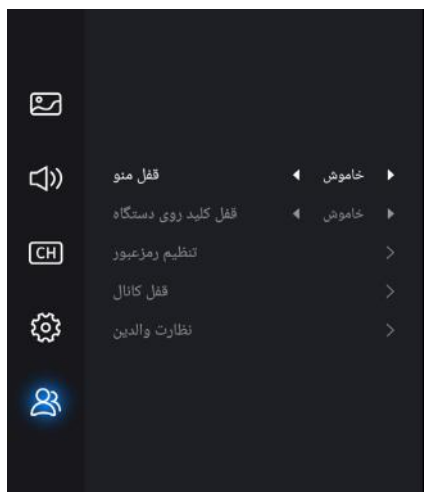 قفل منو خاموش
قفل کلید روی دستگاه خاموش
CH تنظیم رمزعبور
قفل کانال
نظارت والدین